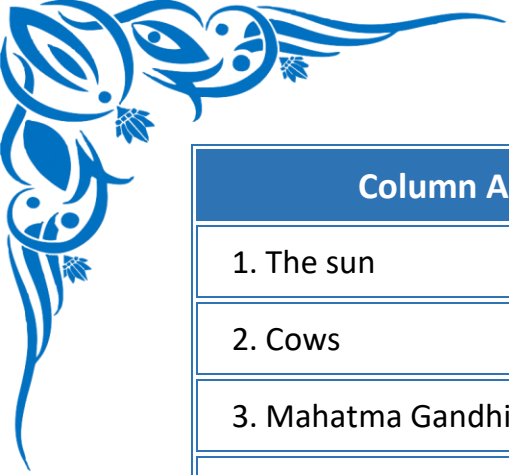 Column A
1. The sun
2. Cows
3. Mahatma Gandhi